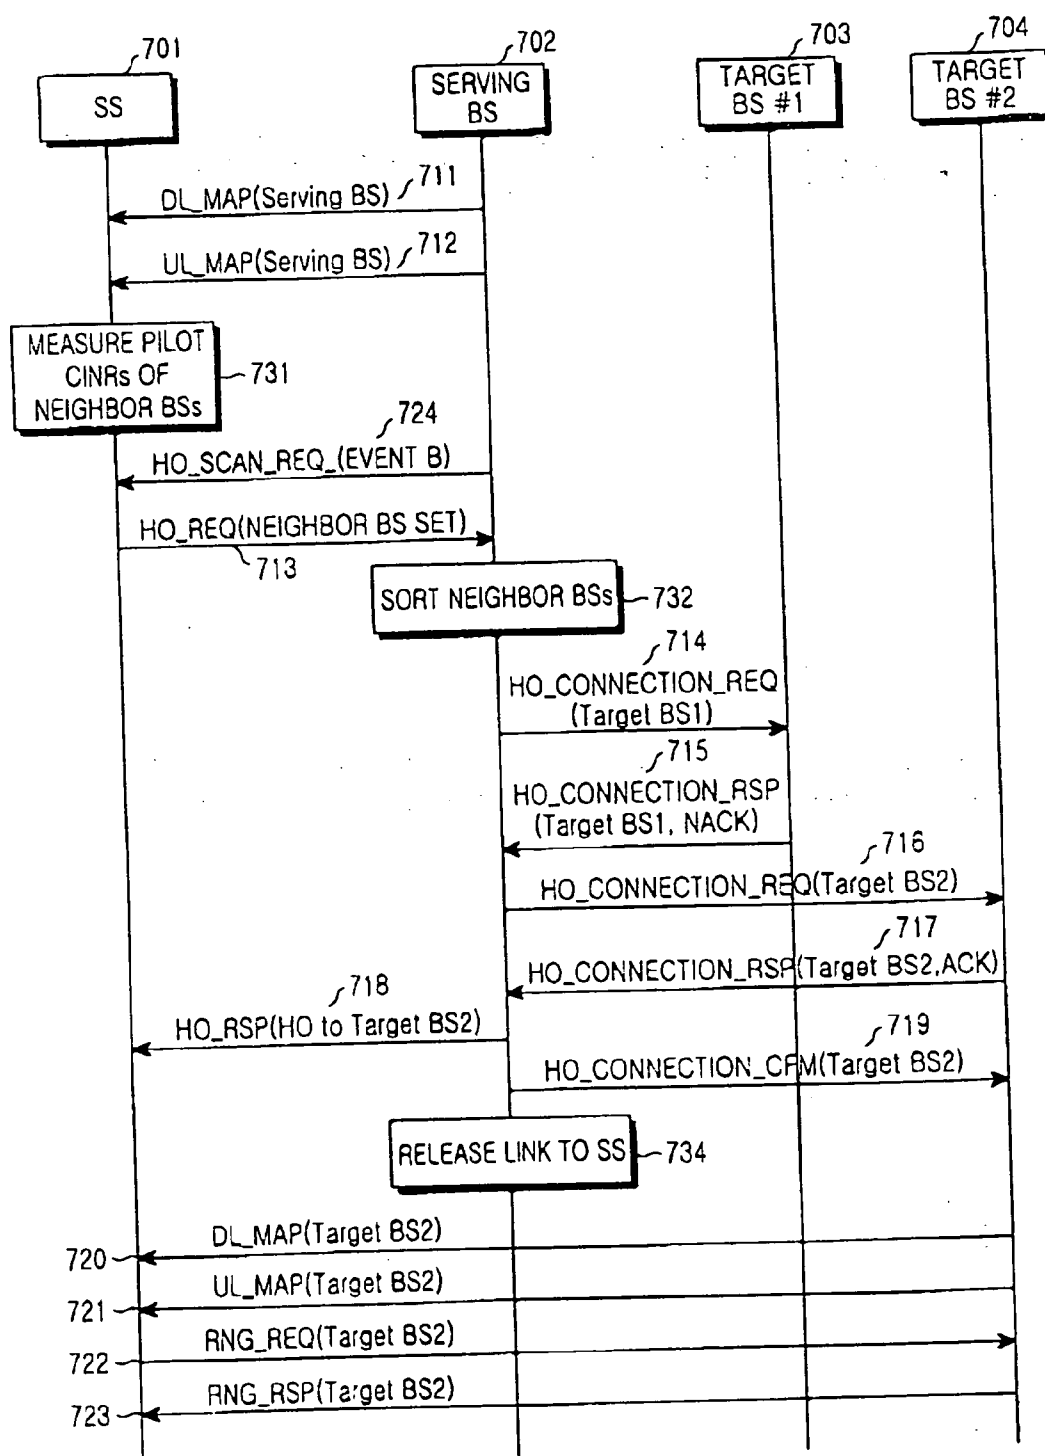 701
702
703
704
SS
SERVING
BS
TARGET
BS #1
TARGET
BS #2
711
DL_MAP(Serving BS)
712
UL_MAP(Serving BS)
MEASURE PILOT
CINRs OF
NEIGHBOR BSs
731
724
HO_SCAN_REQ_(EVENT B)
HO_REQ(NEIGHBOR BS SET)
713
SORT NEIGHBOR BSs
732
714
HO_CONNECTION_REQ
(Target BS1)
715
HO_CONNECTION_RSP
(Target BS1, NACK)
716
HO_CONNECTION_REQ(Target BS2)
717
HO_CONNECTION_RSP(Target BS2,ACK)
718
HO_RSP(HO to Target BS2)
719
HO_CONNECTION_CFM(Target BS2)
RELEASE LINK TO SS
734
DL_MAP(Target BS2)
720
UL_MAP(Target BS2)
721
RNG_REQ(Target BS2)
722
RNG_RSP(Target BS2)
723